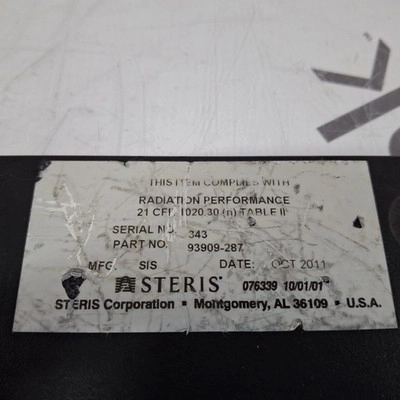 THIS ITEM COMPLIES WITH
RADIATION PERFORMANCE
21 CFR 1020.30 (n) TABLE II
SERIAL NO. 343
PART NO. 93909-287
MFG. SIS DATE: OCT 2011
STERIS 076339 10/01/01
STERIS Corporation ▪ Montgomery, AL 36109 ▪ U.S.A.